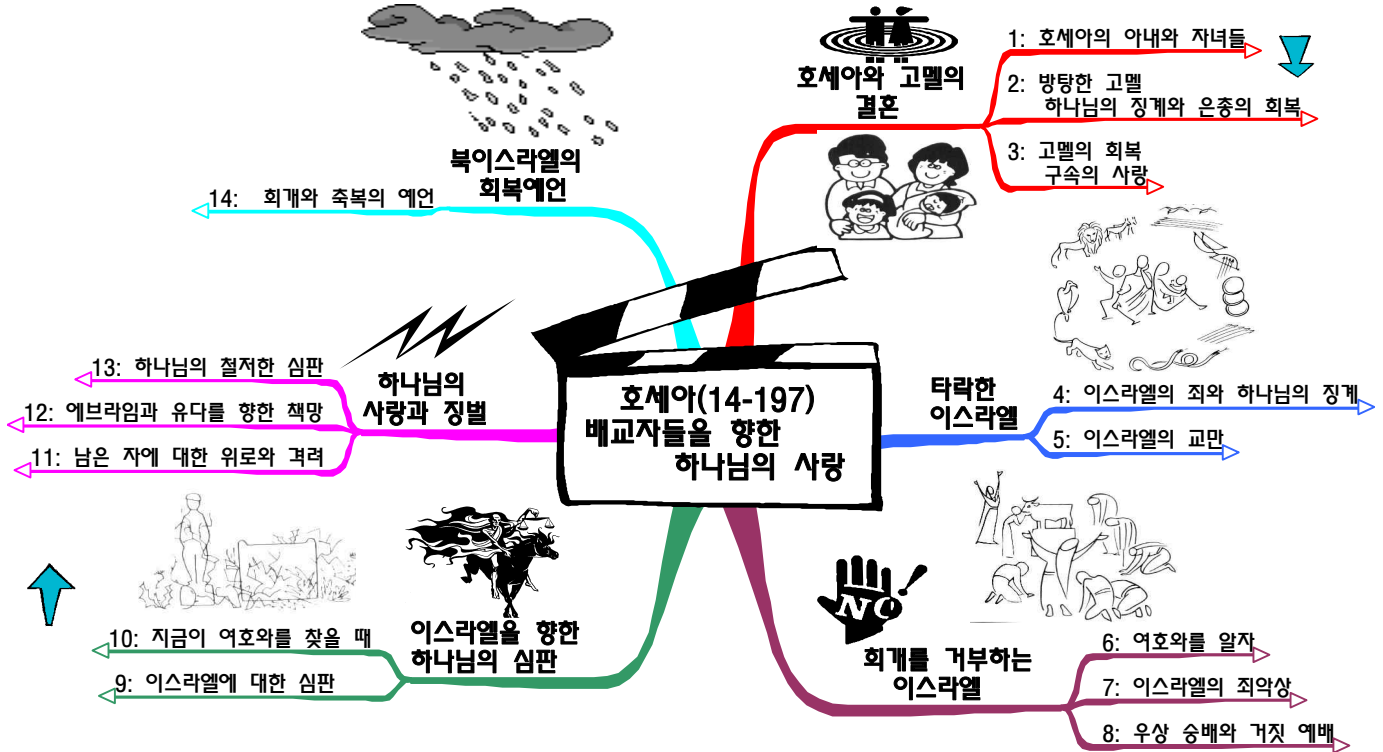 호세아(14-197)
배교자들을 향한
하나님의 사랑
호세아와 고멜의
결혼
1: 호세아의 아내와 자녀들
2: 방탕한 고멜
하나님의 징계와 은총의 회복
3: 고멜의 회복
구속의 사랑
타락한
이스라엘
4: 이스라엘의 죄와 하나님의 징계
5: 이스라엘의 교만
NO!
회개를 거부하는
이스라엘
6: 여호와를 알자
7: 이스라엘의 죄악상
8: 우상 숭배와 거짓 예배
이스라엘을 향한
하나님의 심판
10: 지금이 여호와를 찾을 때
9: 이스라엘에 대한 심판
하나님의
사랑과 징벌
13: 하나님의 철저한 심판
12: 에브라임과 유다를 향한 책망
11: 남은 자에 대한 위로와 격려
북이스라엘의
회복예언
14: 회개와 축복의 예언